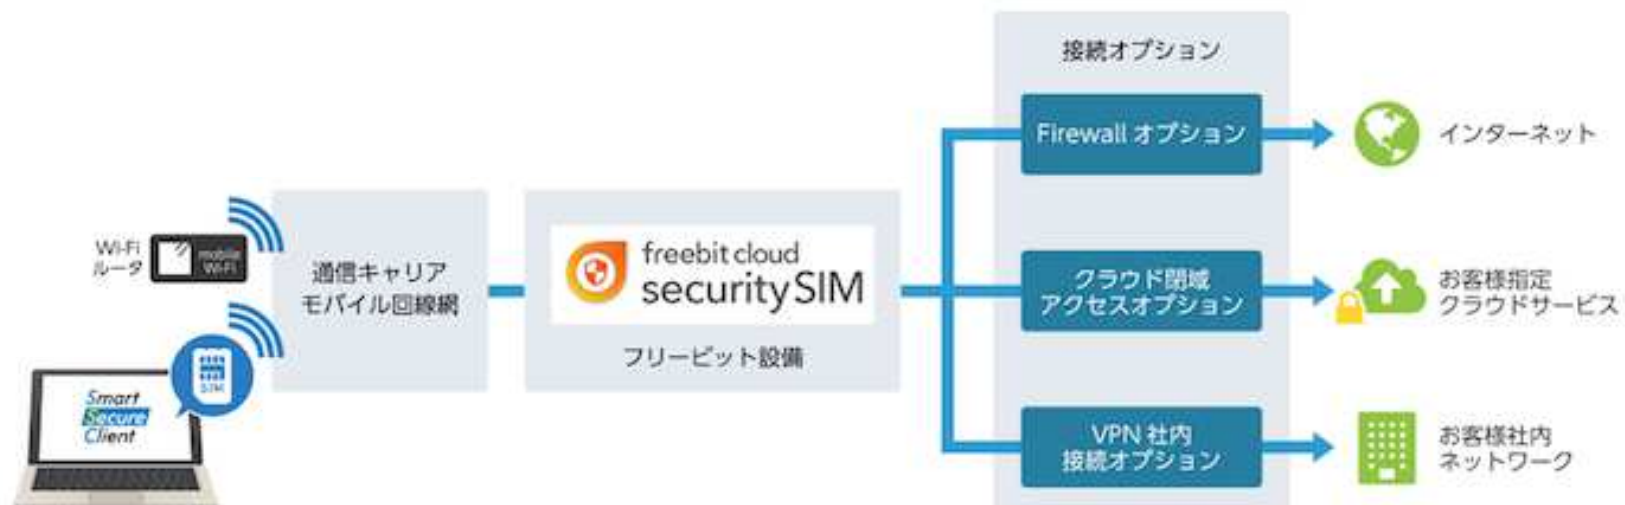 接続オプション
Firewall オプション
インターネット
Wi-Fi
ルータ
mobile
Wi-Fi
通信キャリア
モバイル回線網
freebit cloud
security SIM
フリービット設備
クラウド閉域
アクセスオプション
お客様指定
クラウドサービス
SIM
Smart
Secure
Client
VPN 社内
接続オプション
お客様社内
ネットワーク